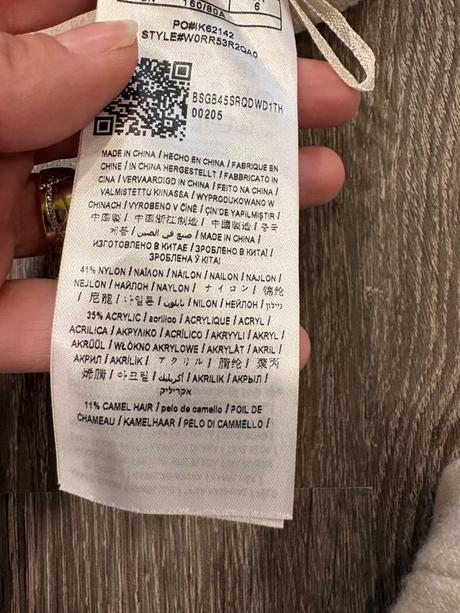 160/80A
6
PO#IK62142
STYLE#W0RR53R2QA0
BSGB45SRQDWD1TH
00205
MADE IN CHINA / HECHO EN CHINA / FABRIQUE EN
CHINE / IN CHINA HERGESTELLT / FABBRICATO IN
CINA / VERVAARDIGD IN CHINA / FEITO NA CHINA /
VALMISTETTU KIINASSA / WYPRODUKOWANO W
CHINACH / VYROBENO V ČÍNĚ / ÇİN'DE YAPILMIŞTIR /
中國製 / 中国浙江制造 / 中国製 / 중국
제품 / صنع في الصين / MADE IN CHINA /
ИЗГОТОВЛЕНО В КИТАЕ / ЗРОБЛЕНО В КИТАЇ /
ЗРОБЛЕНА Ў КІТАІ
41% NYLON / NAÏLON / NÁILON / NAILON / NAJLON /
NEJLON / НАЙЛОН / NAYLON / ナイロン / 锦纶
/ 尼龍 / 나일론 / نايلون / NILON / НЕЙЛОН / ניילון
35% ACRYLIC / acrílico / ACRYLIQUE / ACRYL /
ACRILICA / ΑΚΡΥΛΙΚΟ / ACRÍLICO / AKRYYLI / AKRYL /
AKRÜÜL / WŁÓKNO AKRYLOWE / AKRYLÁT / AKRIL /
АКРИЛ / AKRİLİK / アクリル / 腈纶 / 聚丙
烯腈 / 아크릴 / أكريليك / AKRILIK / АКРЫЛ /
אקריליק
11% CAMEL HAIR / pelo de camello / POIL DE
CHAMEAU / KAMELHAAR / PELO DI CAMMELLO /